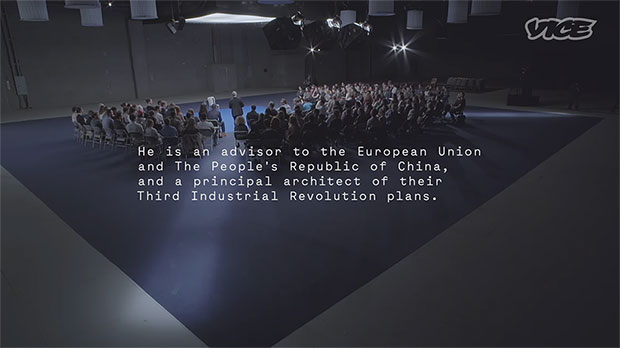 VICE
He is an advisor to the European Union
and The People's Republic of China,
and a principal architect of their
Third Industrial Revolution plans.